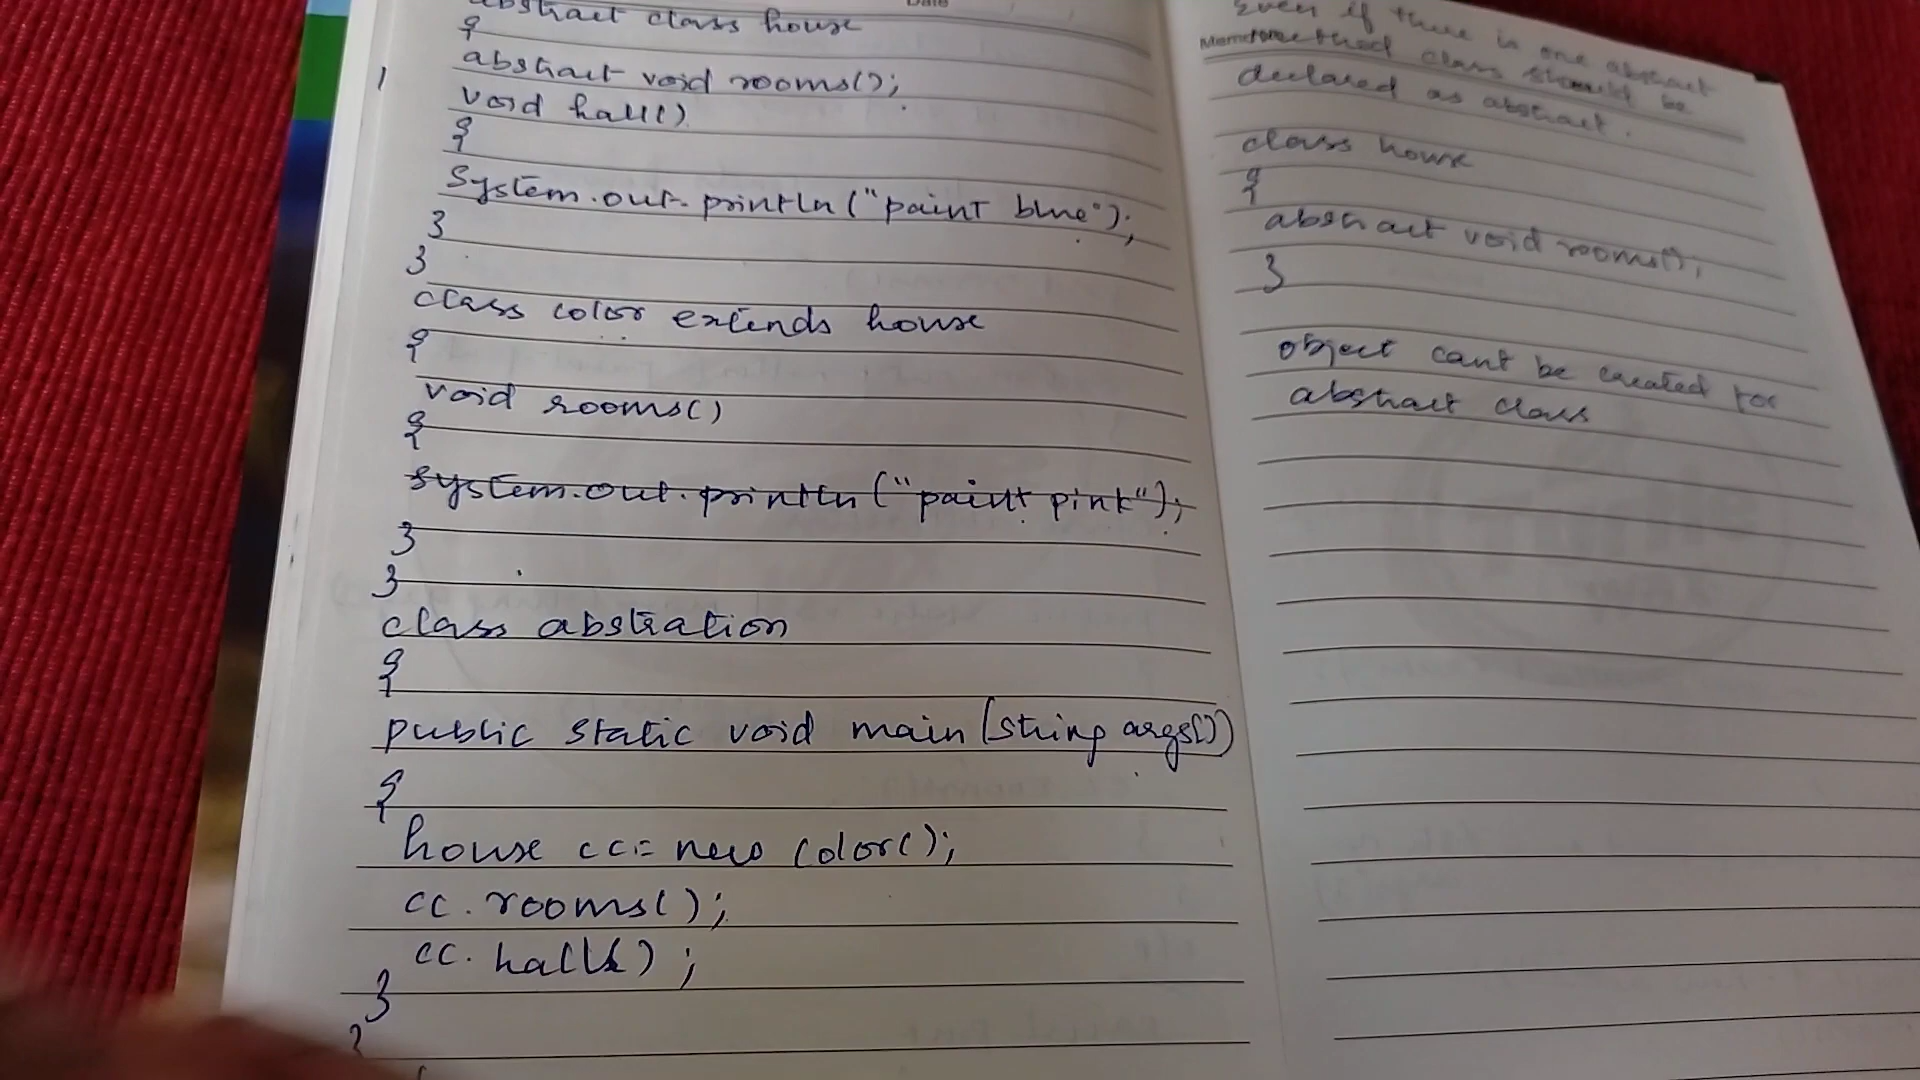 abstract class house
{
abstract void rooms();
void hall()
{
System.out.println("paint blue");
}
}
class color extends house
{
void rooms()
{
system.out.println("paint pink");
}
}
class abstration
{
public static void main(string args[])
{
house cc= new color();
cc.rooms();
cc.hall();
}
}
Date
Even if there is one abstract
method class should be
declared as abstract.
class house
{
abstract void rooms();
}
object cant be created for
abstract class